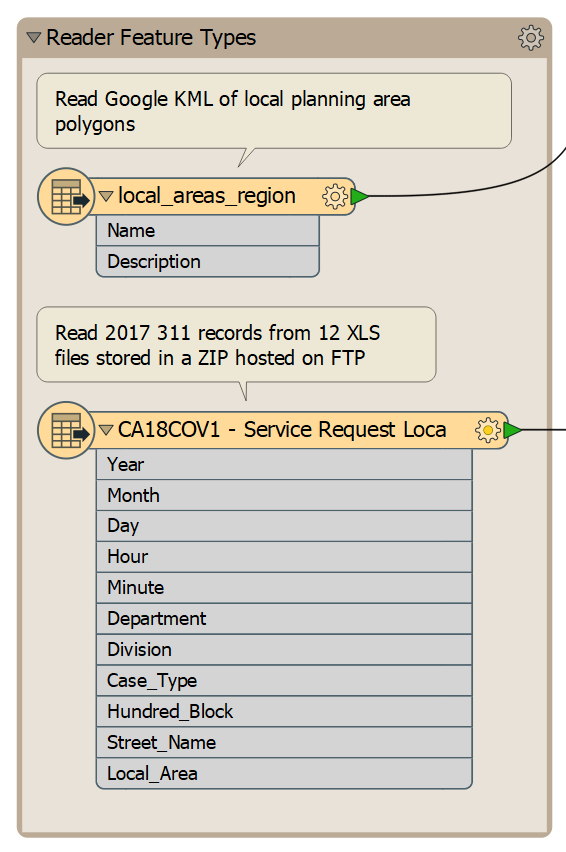 Reader Feature Types
Read Google KML of local planning area
polygons
local_areas_region
Name
Description
Read 2017 311 records from 12 XLS
files stored in a ZIP hosted on FTP
CA18COV1 - Service Request Loca
Year
Month
Day
Hour
Minute
Department
Division
Case_Type
Hundred_Block
Street_Name
Local_Area